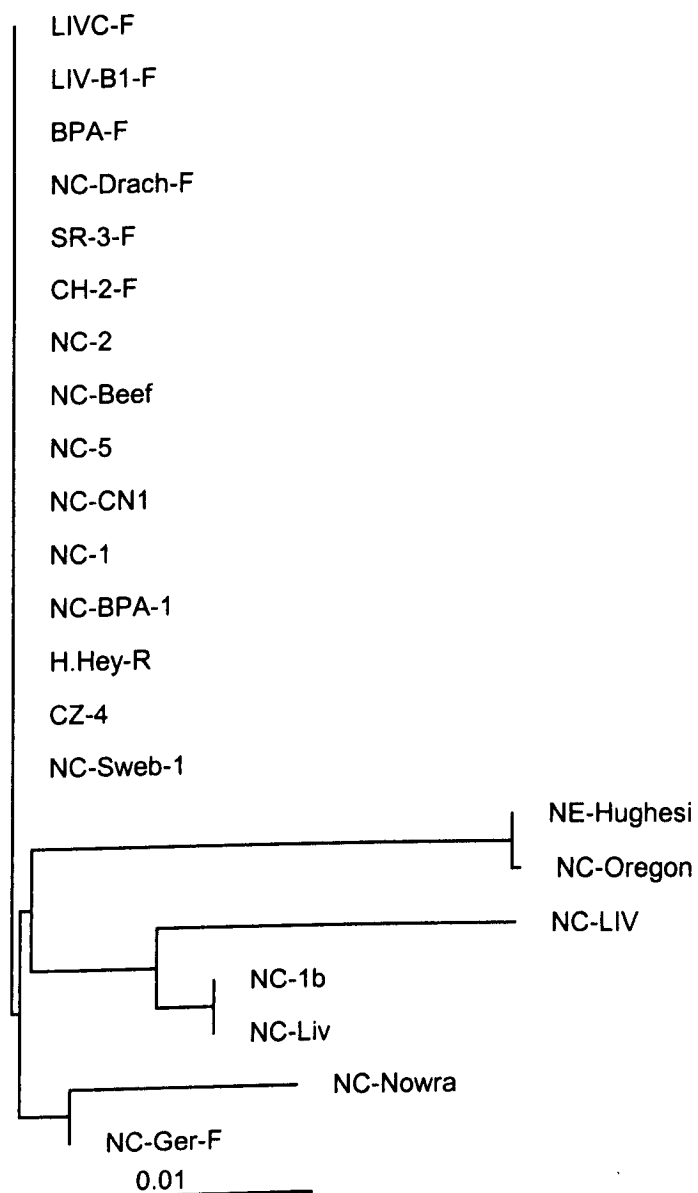 LIVC-F
LIV-B1-F
BPA-F
NC-Drach-F
SR-3-F
CH-2-F
NC-2
NC-Beef
NC-5
NC-CN1
NC-1
NC-BPA-1
H.Hey-R
CZ-4
NC-Sweb-1
NE-Hughesi
NC-Oregon
NC-LIV
NC-1b
NC-Liv
NC-Nowra
NC-Ger-F
0.01